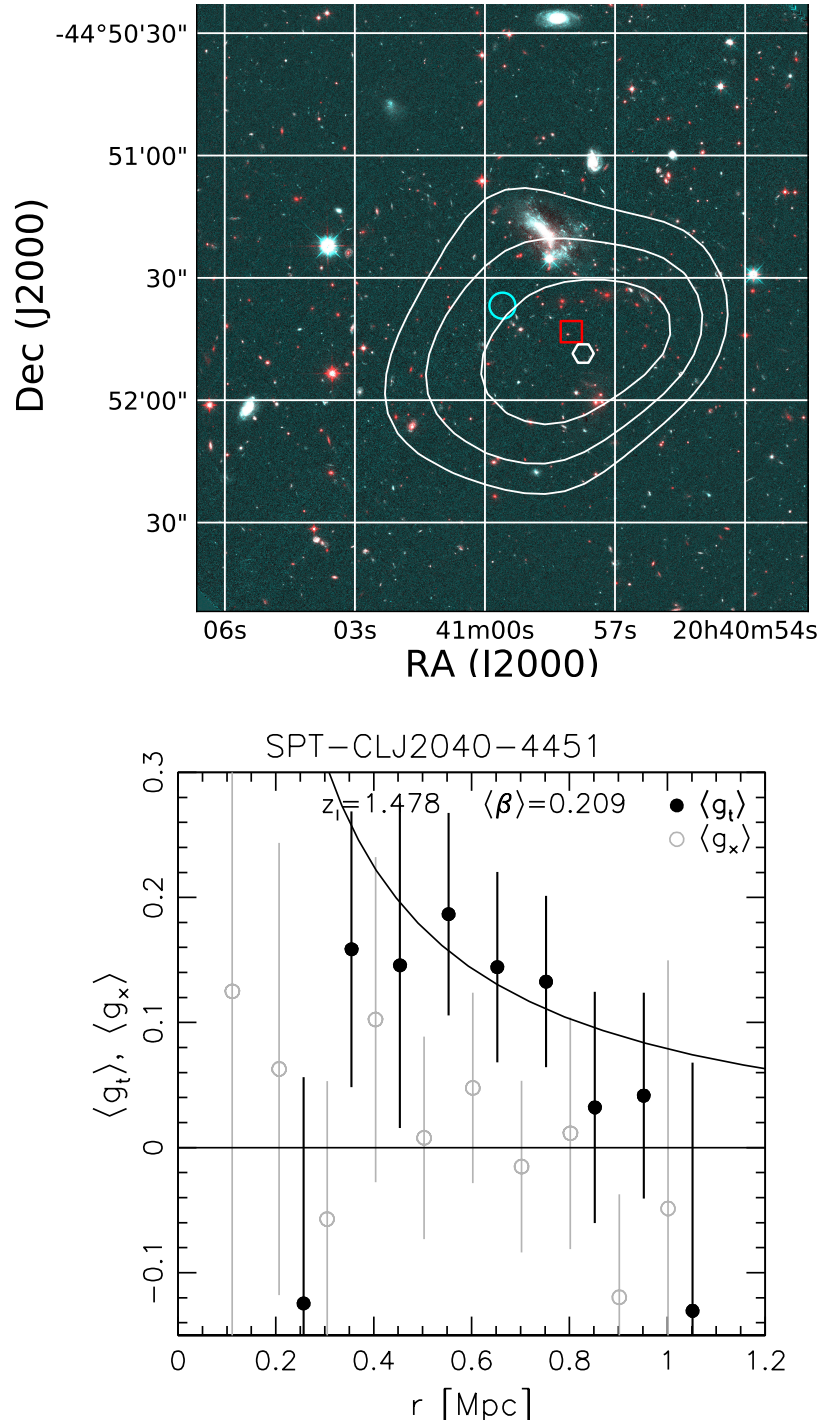 -44°50'30"
51'00"
30"
52'00"
30"
Dec (J2000)
06s 03s 41m00s 57s 20h40m54s
RA (J2000)
SPT-CLJ2040-4451
z_l=1.478 ⟨β⟩=0.209
⟨g_t⟩
⟨g_×⟩
0.3
0.2
0.1
0
-0.1
⟨g_t⟩, ⟨g_×⟩
0 0.2 0.4 0.6 0.8 1 1.2
r [Mpc]